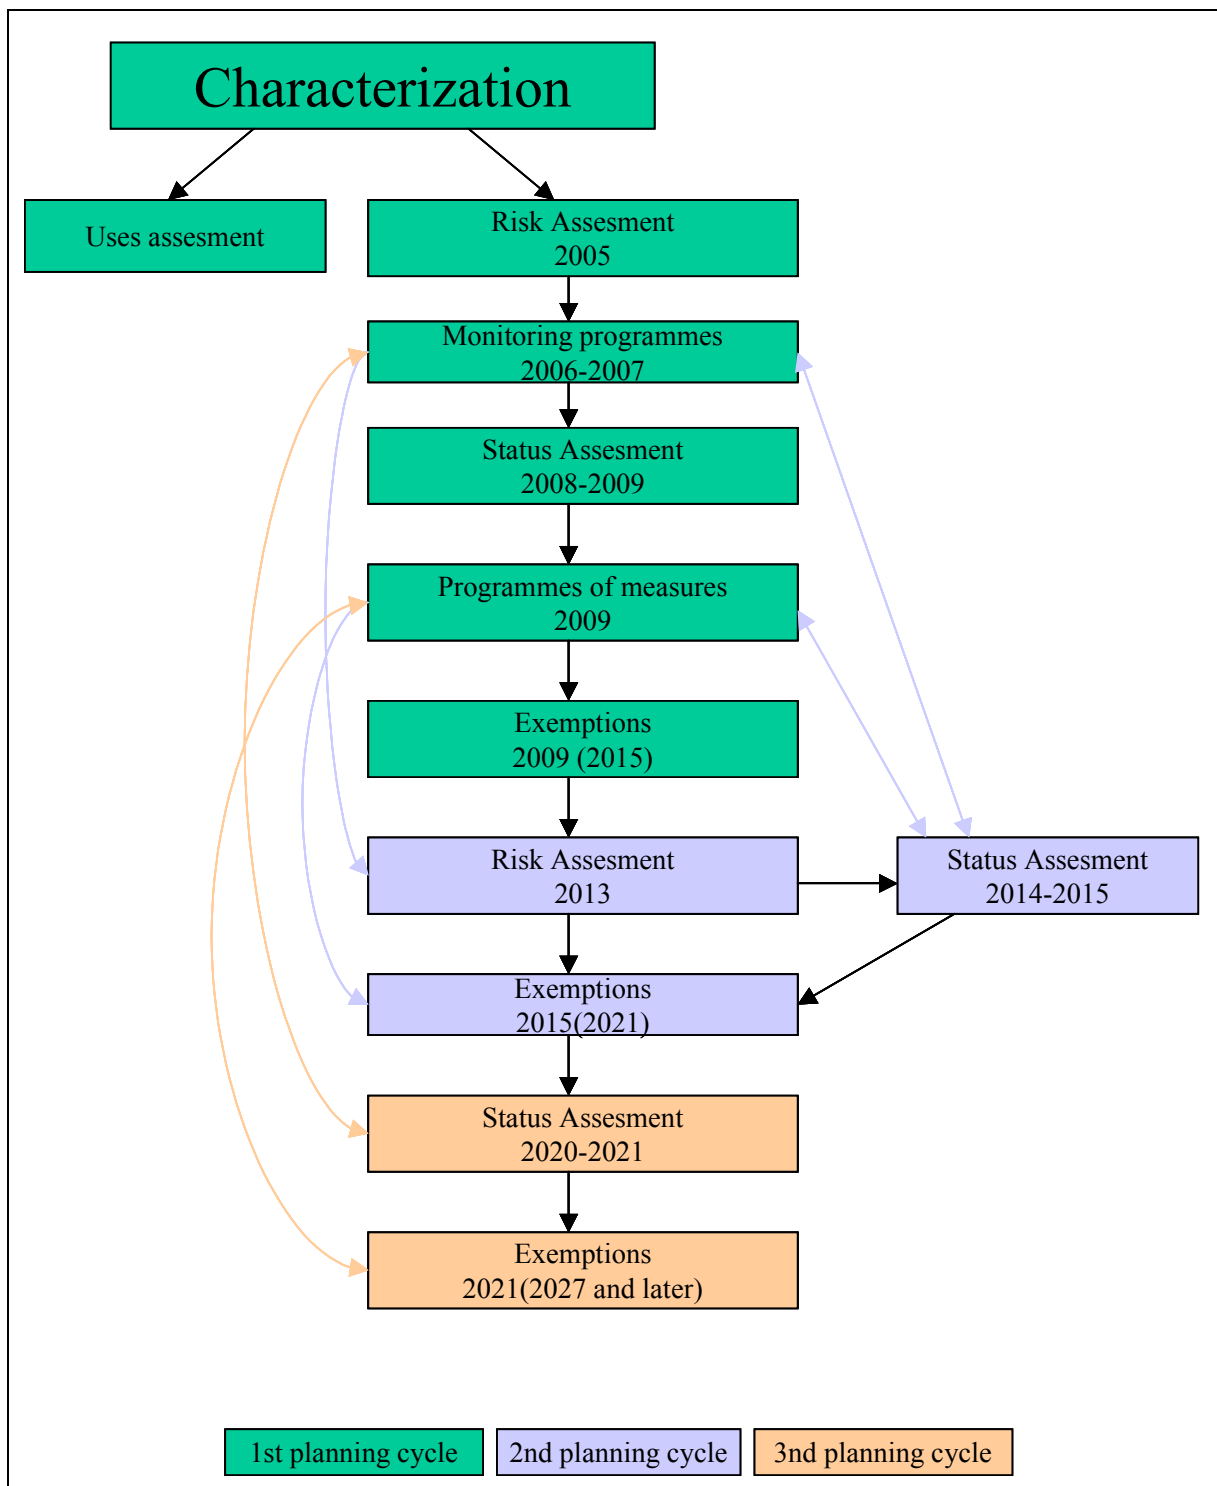 Characterization
Uses assesment
Risk Assesment
2005
Monitoring programmes
2006-2007
Status Assesment
2008-2009
Programmes of measures
2009
Exemptions
2009 (2015)
Risk Assesment
2013
Status Assesment
2014-2015
Exemptions
2015(2021)
Status Assesment
2020-2021
Exemptions
2021(2027 and later)
1st planning cycle
2nd planning cycle
3nd planning cycle